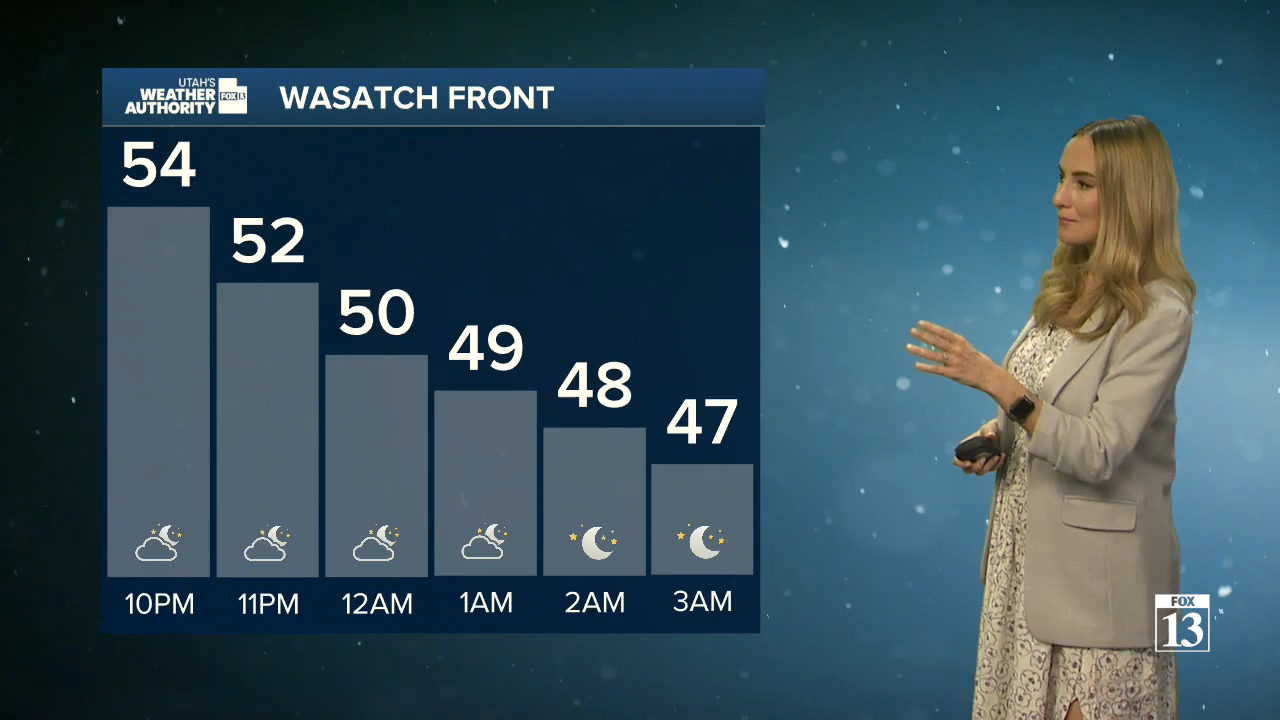 UTAH'S
WEATHER
AUTHORITY
FOX 13
WASATCH FRONT
54
52
50
49
48
47
10PM
11PM
12AM
1AM
2AM
3AM
FOX
13